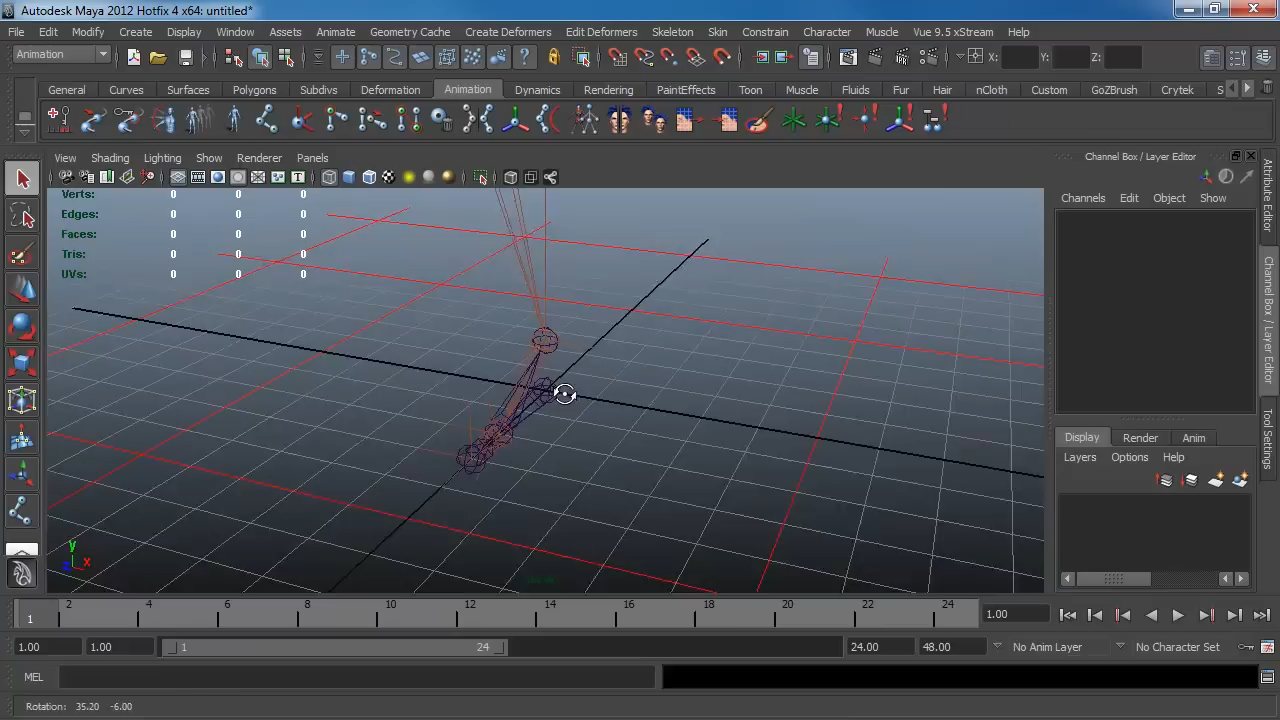 Autodesk Maya 2012 Hotfix 4 x64: untitled*
File Edit Modify Create Display Window Assets Animate Geometry Cache Create Deformers Edit Deformers Skeleton Skin Constrain Character Muscle Vue 9.5 xStream Help
Animation X: Y: Z:
General Curves Surfaces Polygons Subdivs Deformation Animation Dynamics Rendering PaintEffects Toon Muscle Fluids Fur Hair nCloth Custom GoZBrush Crytek S
View Shading Lighting Show Renderer Panels
Channel Box / Layer Editor
Channels Edit Object Show
Verts: 0 0 0
Edges: 0 0 0
Faces: 0 0 0
Tris: 0 0 0
UVs: 0 0 0
Attribute Editor
Channel Box / Layer Editor
Tool Settings
Display Render Anim
Layers Options Help
y
z x
1 2 4 6 8 10 12 14 16 18 20 22 24 1.00
1.00 1.00 1 24 24.00 48.00 No Anim Layer No Character Set
MEL
Rotation: 35.20 -6.00